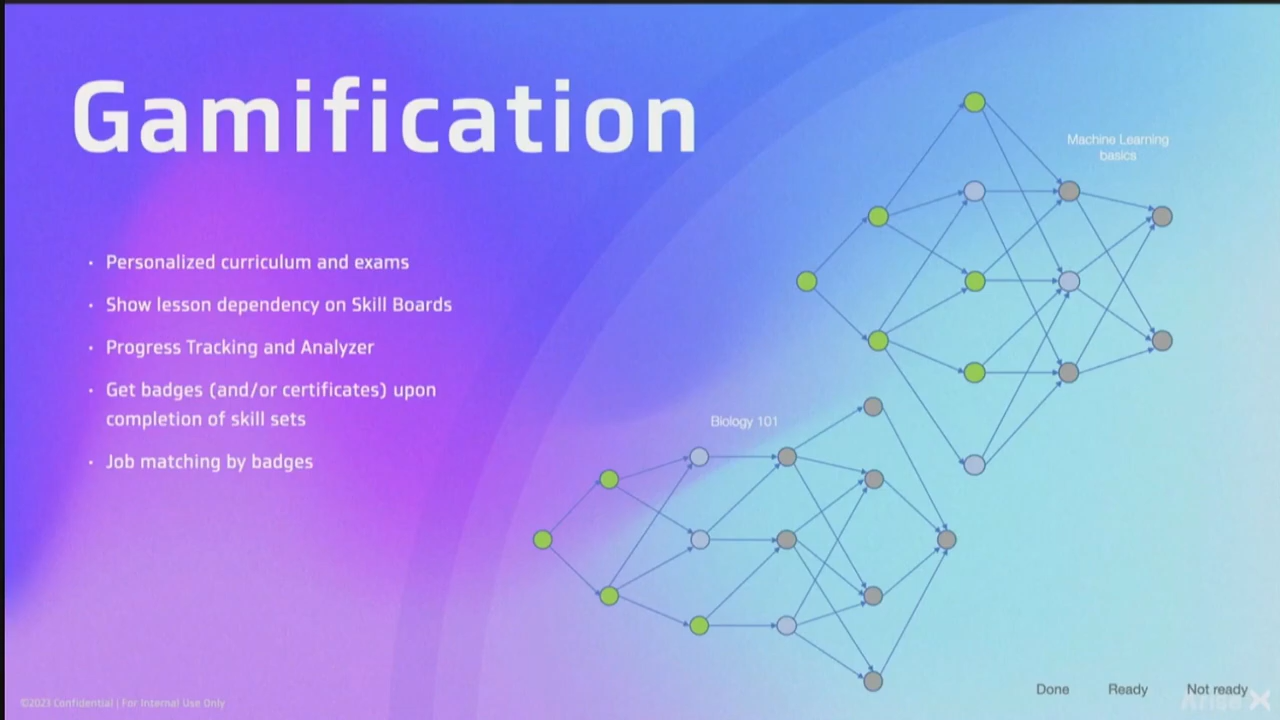 Gamification
Machine Learning
basics
• Personalized curriculum and exams
• Show lesson dependency on Skill Boards
• Progress Tracking and Analyzer
• Get badges (and/or certificates) upon
completion of skill sets
• Job matching by badges
Biology 101
Done Ready Not ready
©2023 Confidential | For Internal Use Only
Arise X